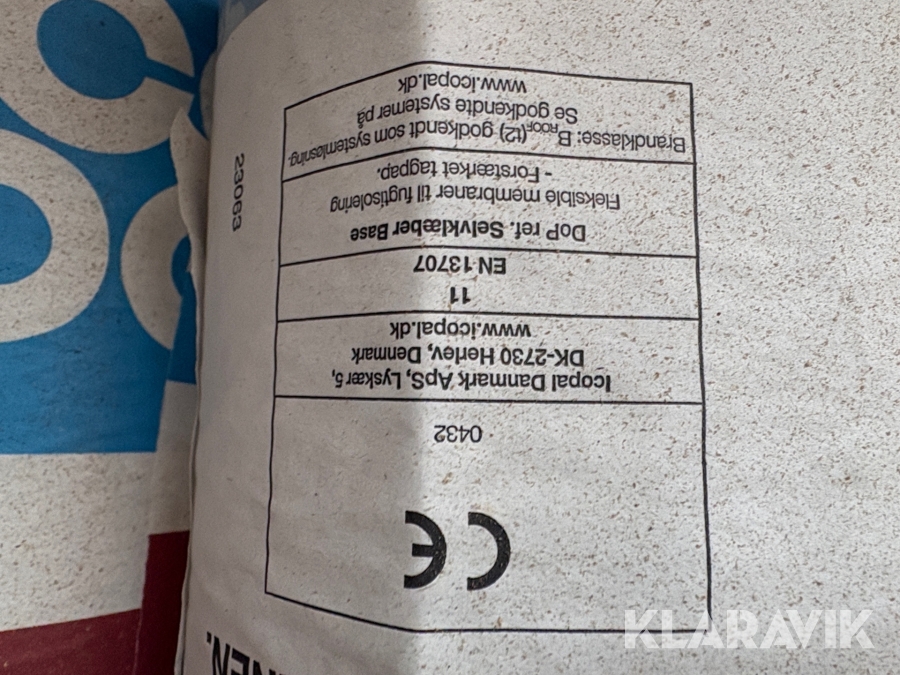 NEN.
CE
0432
Icopal Danmark ApS, Lyskær 5,
DK-2730 Herlev, Denmark
www.icopal.dk
11
EN 13707
DoP ref. Selvklæber Base
Fleksible membraner til fugtisolering
- Forstærket tagpap.
Brandklasse: BROOF(t2) godkendt som systemløsning.
Se godkendte systemer på
www.icopal.dk
23063
KLARAVIK